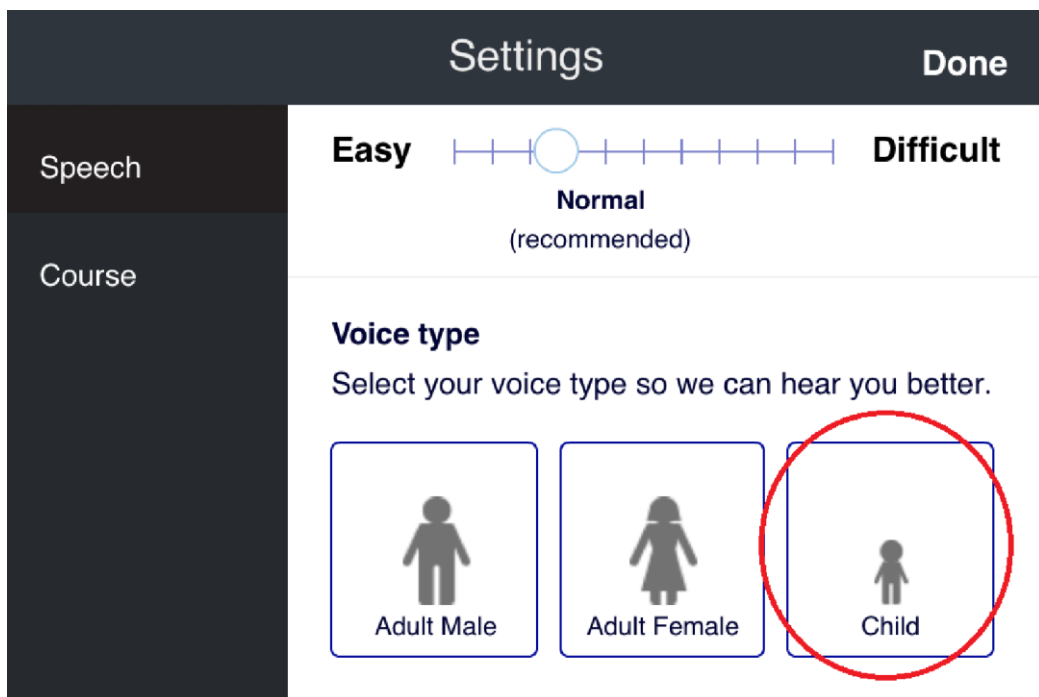 Settings
Done
Speech
Course
Easy
Difficult
Normal
(recommended)
Voice type
Select your voice type so we can hear you better.
Adult Male
Adult Female
Child